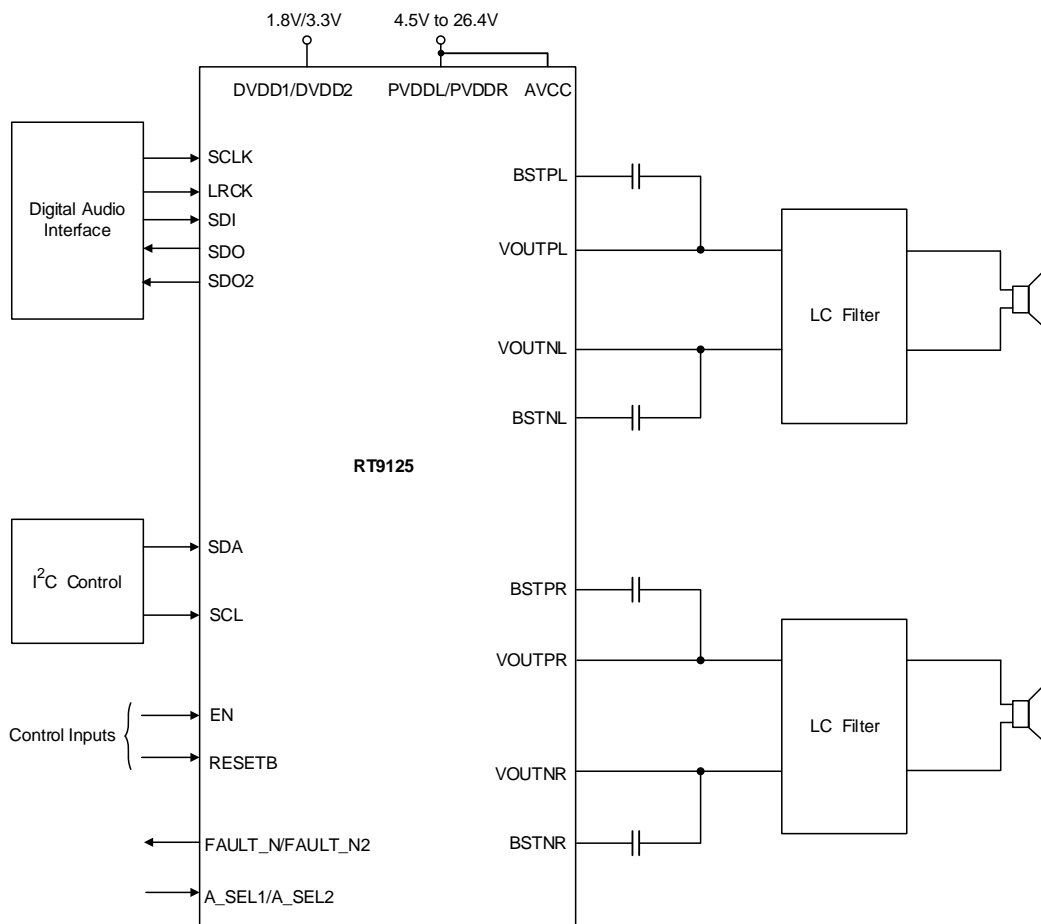 1.8V/3.3V
4.5V to 26.4V
DVDD1/DVDD2
PVDDL/PVDDR
AVCC
Digital Audio
Interface
SCLK
LRCK
SDI
SDO
SDO2
BSTPL
VOUTPL
VOUTNL
BSTNL
LC Filter
RT9125
I²C Control
SDA
SCL
BSTPR
VOUTPR
VOUTNR
BSTNR
LC Filter
Control Inputs
EN
RESETB
FAULT_N/FAULT_N2
A_SEL1/A_SEL2